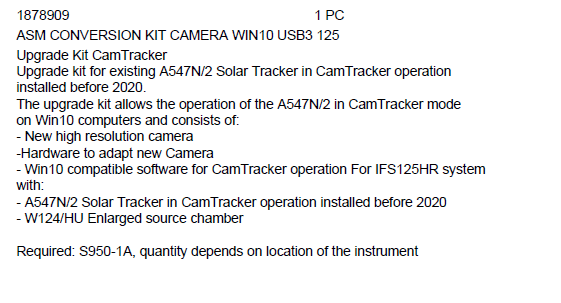 1878909 1 PC
ASM CONVERSION KIT CAMERA WIN10 USB3 125
Upgrade Kit CamTracker
Upgrade kit for existing A547N/2 Solar Tracker in CamTracker operation
installed before 2020.
The upgrade kit allows the operation of the A547N/2 in CamTracker mode
on Win10 computers and consists of:
- New high resolution camera
-Hardware to adapt new Camera
- Win10 compatible software for CamTracker operation For IFS125HR system
with:
- A547N/2 Solar Tracker in CamTracker operation installed before 2020
- W124/HU Enlarged source chamber
Required: S950-1A, quantity depends on location of the instrument